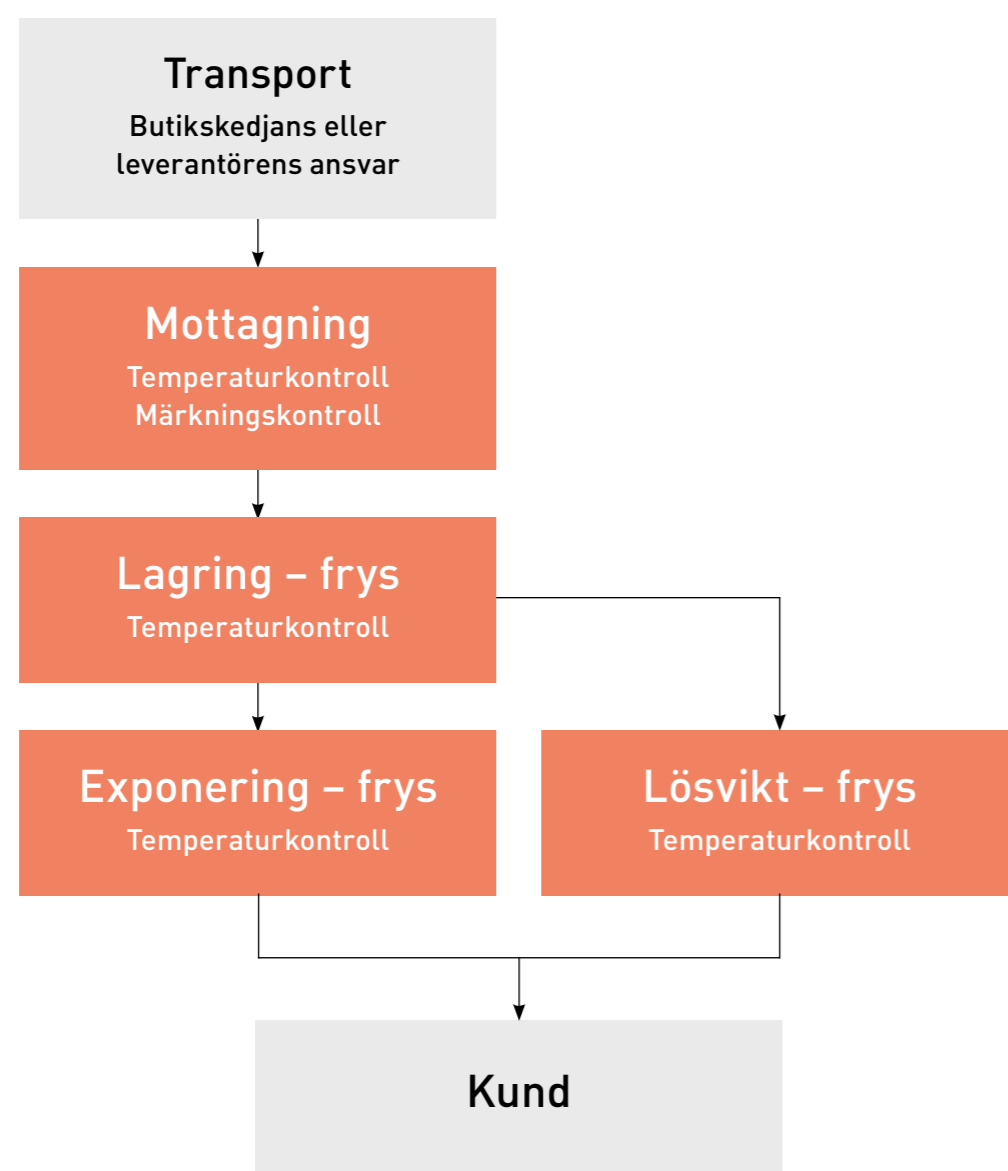 Transport
Butikskedjans eller
leverantörens ansvar
Mottagning
Temperaturkontroll
Märkningskontroll
Lagring – frys
Temperaturkontroll
Exponering – frys
Temperaturkontroll
Lösvikt – frys
Temperaturkontroll
Kund